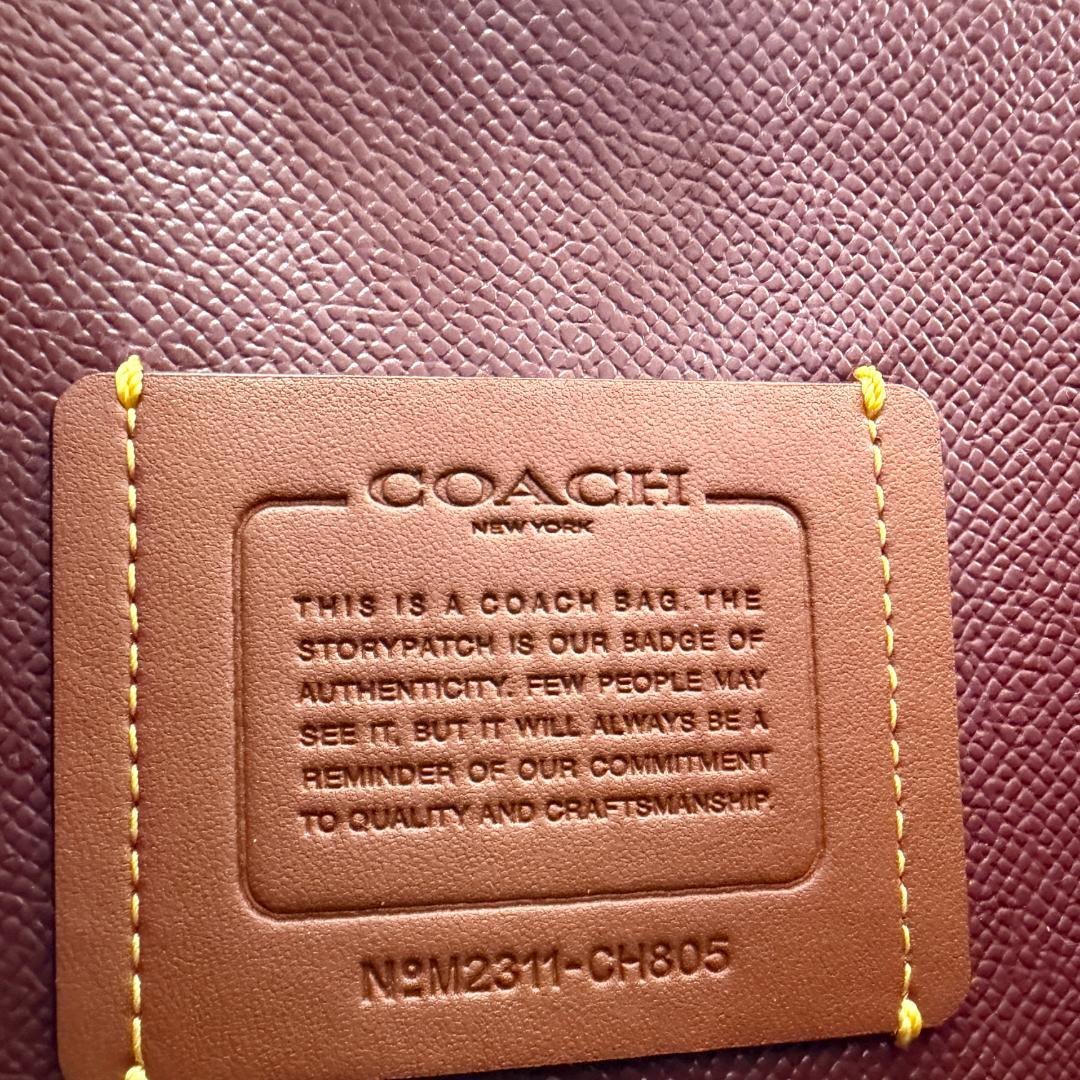 COACH
NEW YORK
THIS IS A COACH BAG. THE
STORYPATCH IS OUR BADGE OF
AUTHENTICITY. FEW PEOPLE MAY
SEE IT, BUT IT WILL ALWAYS BE A
REMINDER OF OUR COMMITMENT
TO QUALITY AND CRAFTSMANSHIP.
NºM2311-CH805